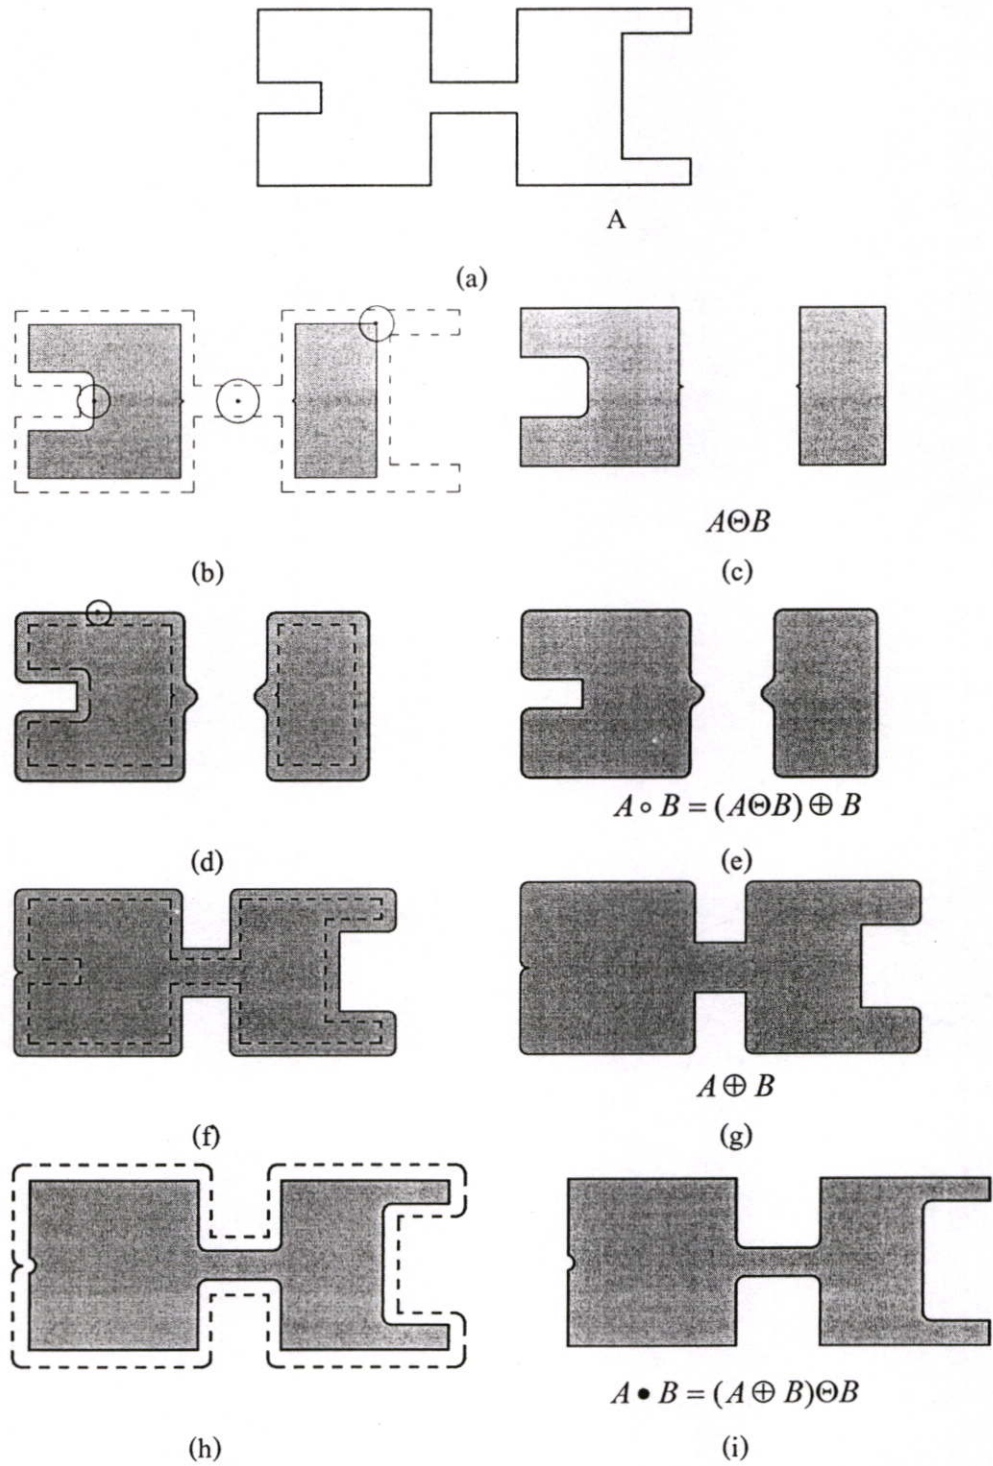 A
(a)
AΘB
(b) (c)
A ∘ B = (AΘB) ⊕ B
(d) (e)
A ⊕ B
(f) (g)
A • B = (A ⊕ B)ΘB
(h) (i)